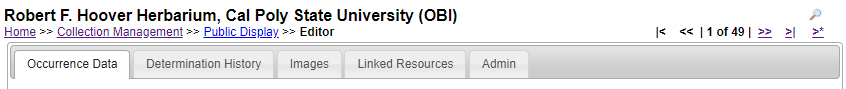 Robert F. Hoover Herbarium, Cal Poly State University (OBI)
Home >> Collection Management >> Public Display >> Editor |< << | 1 of 49 | >> >| >*
Occurrence Data Determination History Images Linked Resources Admin